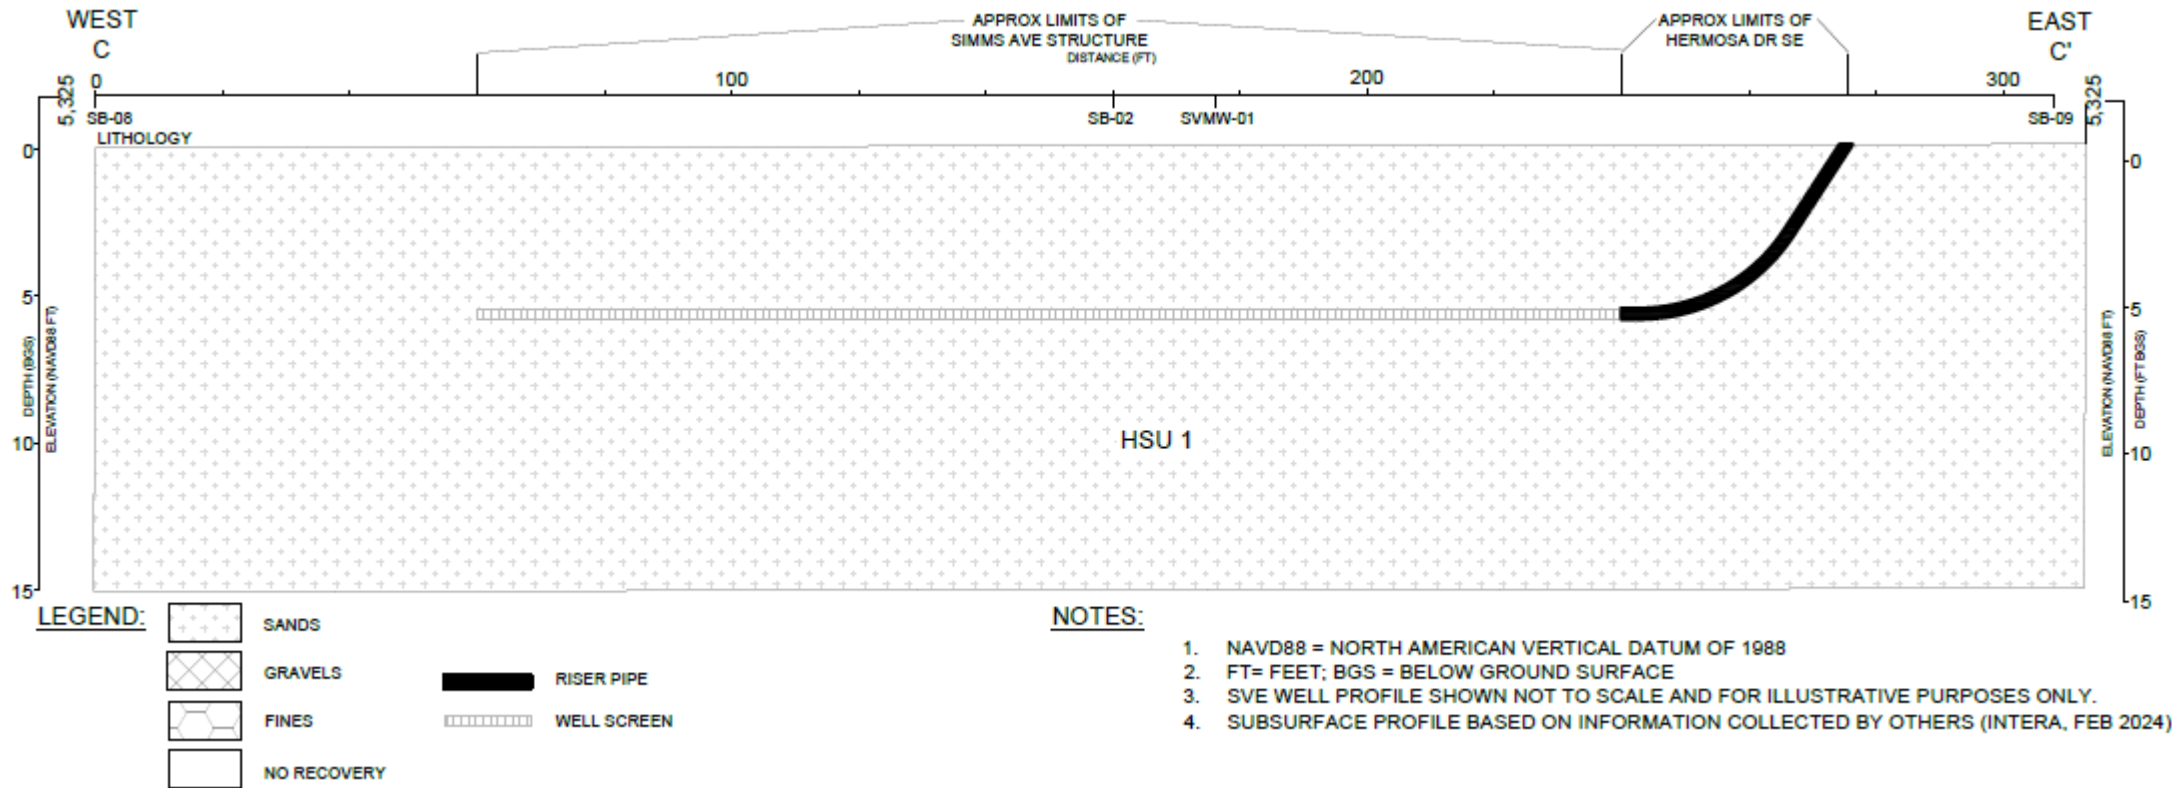 WEST
C
APPROX LIMITS OF
SIMMS AVE STRUCTURE
APPROX LIMITS OF
HERMOSA DR SE
EAST
C'
DISTANCE (FT)
5,325
0
100
200
300
5,325
SB-08
SB-02
SVMW-01
SB-09
LITHOLOGY
0
5
10
15
DEPTH (BGS)
ELEVATION (NAVD88 FT)
HSU 1
0
5
10
15
ELEVATION (NAVD88 FT)
DEPTH (FT BGS)
LEGEND:
SANDS
GRAVELS
FINES
NO RECOVERY
RISER PIPE
WELL SCREEN
NOTES:
1. NAVD88 = NORTH AMERICAN VERTICAL DATUM OF 1988
2. FT= FEET; BGS = BELOW GROUND SURFACE
3. SVE WELL PROFILE SHOWN NOT TO SCALE AND FOR ILLUSTRATIVE PURPOSES ONLY.
4. SUBSURFACE PROFILE BASED ON INFORMATION COLLECTED BY OTHERS (INTERA, FEB 2024)